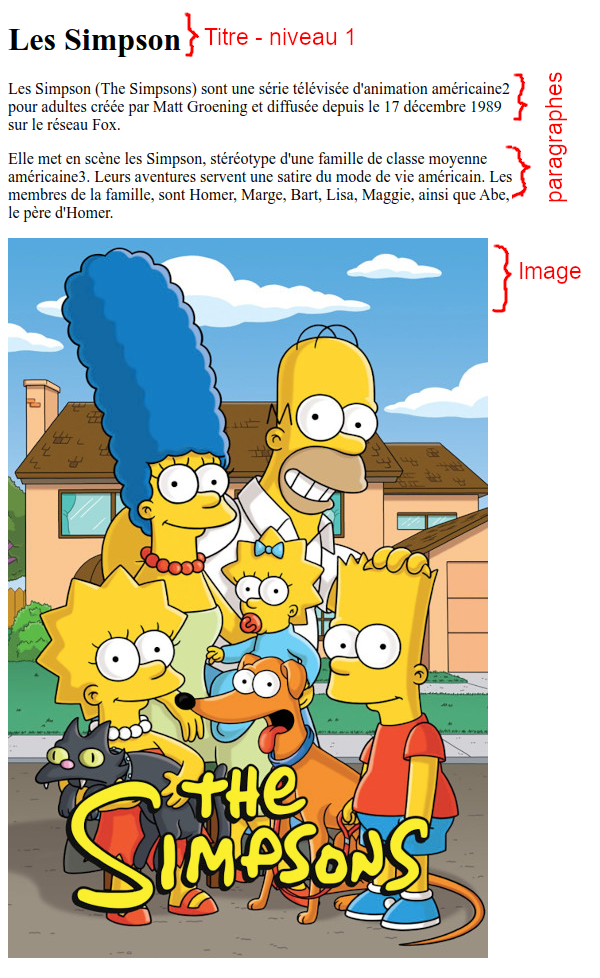 Les Simpson
Titre - niveau 1
Les Simpson (The Simpsons) sont une série télévisée d'animation américaine2
pour adultes créée par Matt Groening et diffusée depuis le 17 décembre 1989
sur le réseau Fox.
paragraphes
Elle met en scène les Simpson, stéréotype d'une famille de classe moyenne
américaine3. Leurs aventures servent une satire du mode de vie américain. Les
membres de la famille, sont Homer, Marge, Bart, Lisa, Maggie, ainsi que Abe,
le père d'Homer.
Image
THE
SIMPSONS